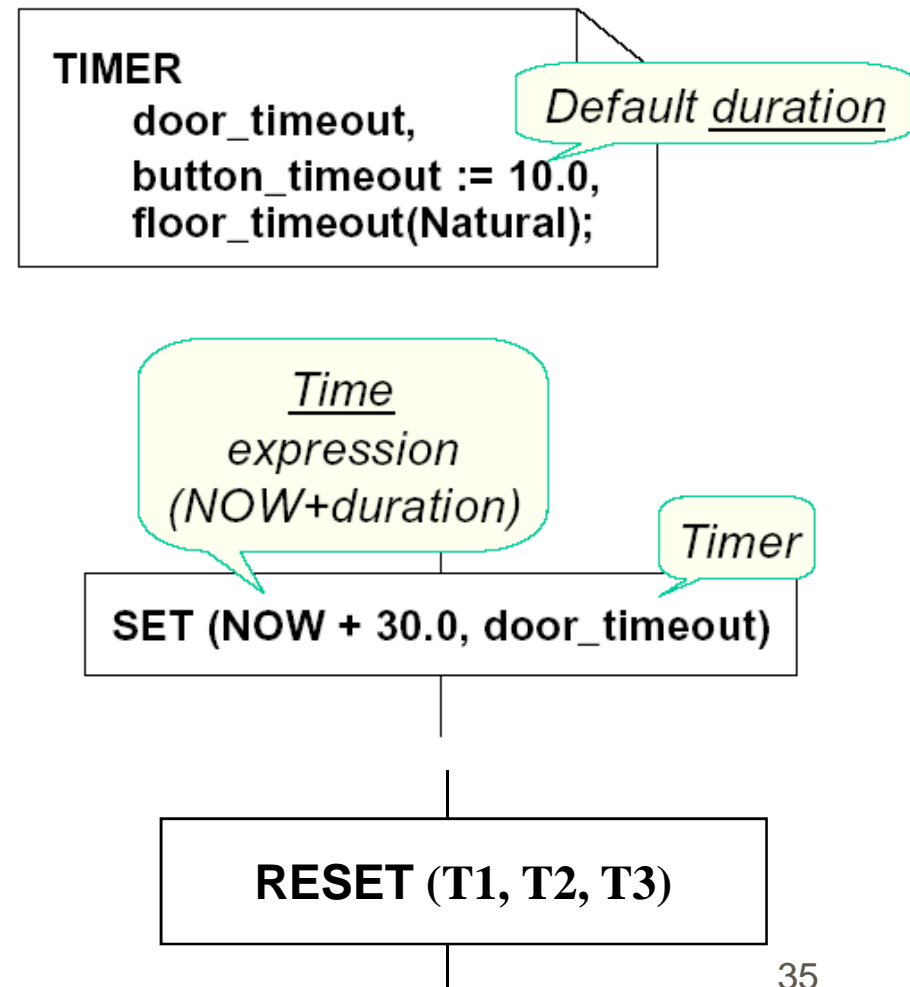 TIMER
door_timeout,
Default duration
button_timeout := 10.0,
floor_timeout(Natural);
Time
expression
(NOW+duration)
Timer
SET (NOW + 30.0, door_timeout)
RESET (T1, T2, T3)
35